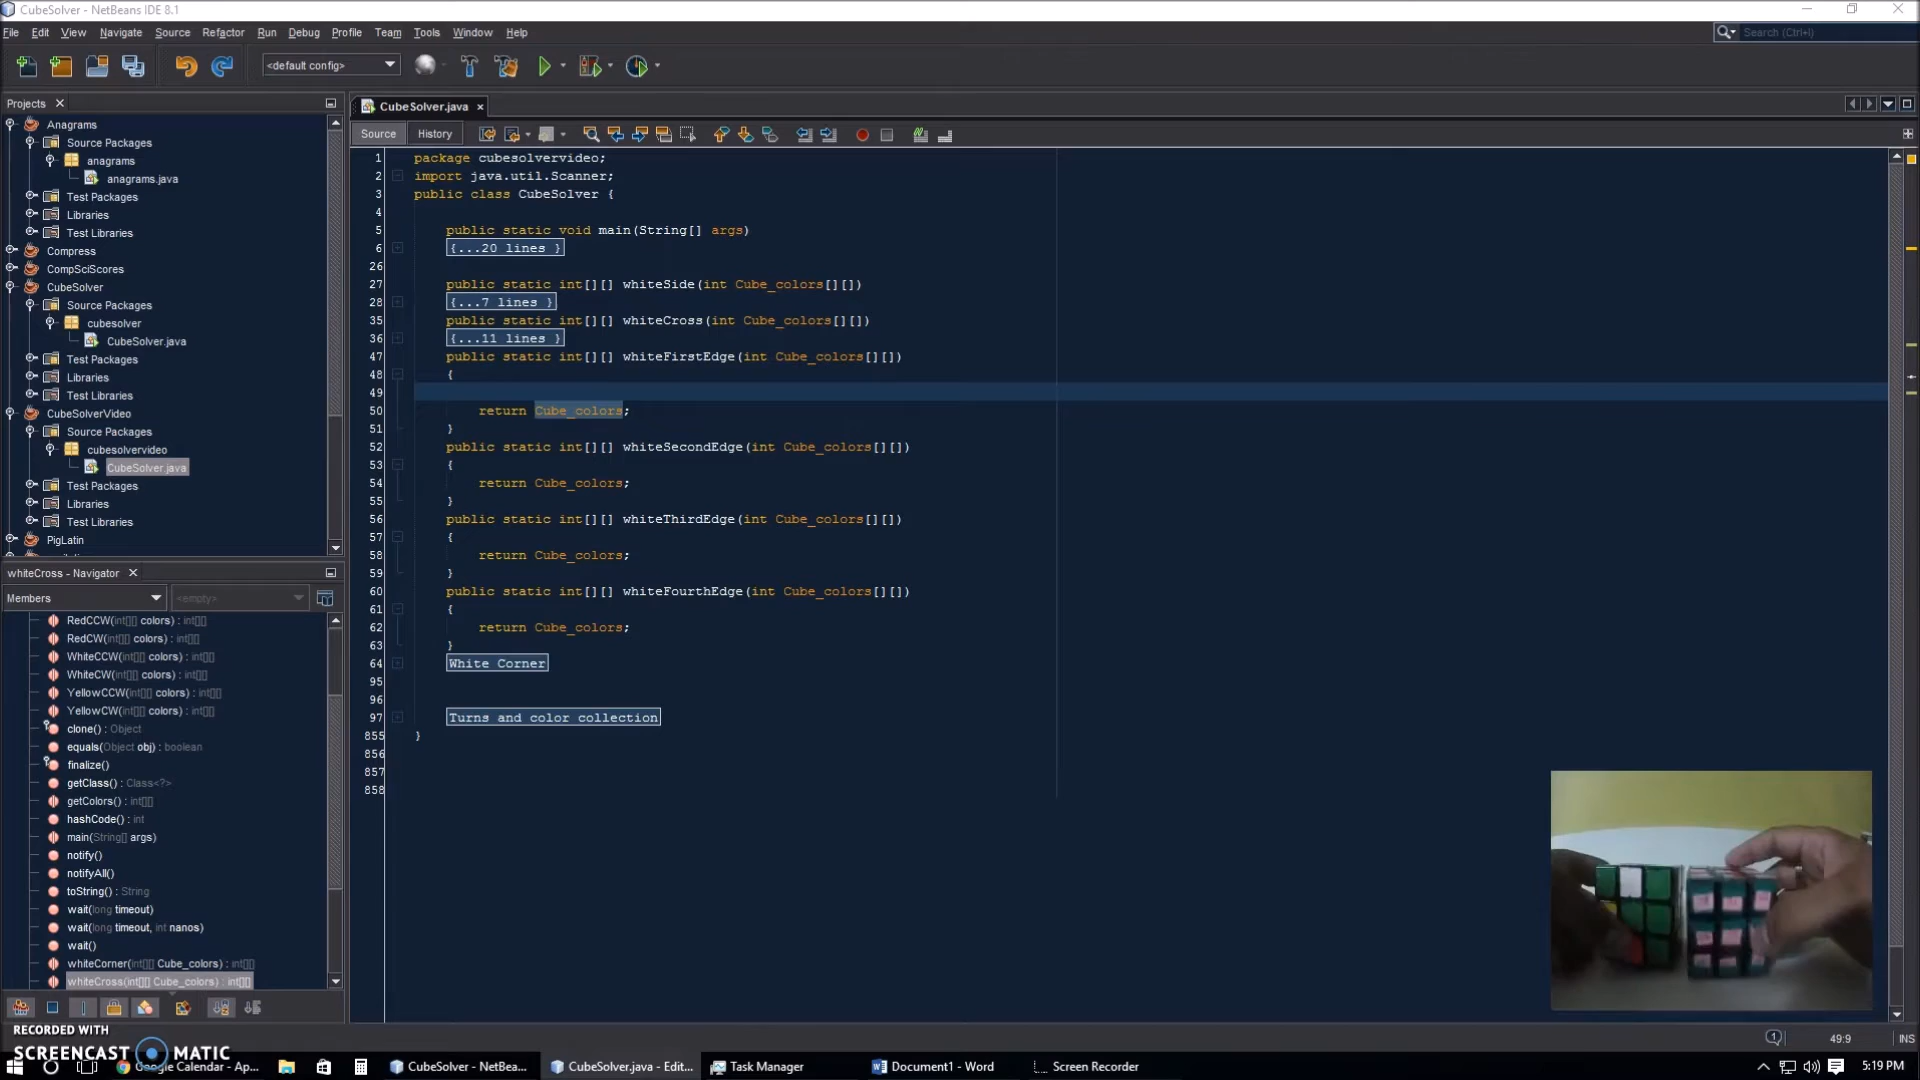 CubeSolver - NetBeans IDE 8.1
File Edit View Navigate Source Refactor Run Debug Profile Team Tools Window Help
Search (Ctrl+I)
<default config>
Projects
Anagrams
Source Packages
anagrams
anagrams.java
Test Packages
Libraries
Test Libraries
Compress
CompSciScores
CubeSolver
Source Packages
cubesolver
CubeSolver.java
Test Packages
Libraries
Test Libraries
CubeSolverVideo
Source Packages
cubesolvervideo
CubeSolver.java
Test Packages
Libraries
Test Libraries
PigLatin
whiteCross - Navigator
Members
<empty>
RedCCW(int[][] colors) : int[][]
RedCW(int[][] colors) : int[][]
WhiteCCW(int[][] colors) : int[][]
WhiteCW(int[][] colors) : int[][]
YellowCCW(int[][] colors) : int[][]
YellowCCW(int[][] colors) : int[][]
clone() : Object
equals(Object obj) : boolean
finalize()
getClass() : Class<?>
getColors() : int[][]
hashCode() : int
main(String[] args)
notify()
notifyAll()
toString() : String
wait(long timeout)
wait(long timeout, int nanos)
wait()
whiteCorner(int[][] Cube_colors) : int[][]
whiteCross(int[][] Cube_colors) : int[][]
CubeSolver.java
Source History
1 package cubesolvervideo;
2 import java.util.Scanner;
3 public class CubeSolver {
4
5 public static void main(String[] args)
6 {...20 lines }
26
27 public static int[][] whiteSide(int Cube_colors[][])
28 {...7 lines }
35 public static int[][] whiteCross(int Cube_colors[][])
36 {...11 lines }
47 public static int[][] whiteFirstEdge(int Cube_colors[][])
48 {
49
50 return Cube_colors;
51 }
52 public static int[][] whiteSecondEdge(int Cube_colors[][])
53 {
54 return Cube_colors;
55 }
56 public static int[][] whiteThirdEdge(int Cube_colors[][])
57 {
58 return Cube_colors;
59 }
60 public static int[][] whiteFourthEdge(int Cube_colors[][])
61 {
62 return Cube_colors;
63 }
64 White Corner
95
96
97 Turns and color collection
855 }
856
857
858
1
49:9
INS
RECORDED WITH
SCREENCAST MATIC
Google Calendar - Ap...
CubeSolver - NetBea...
CubeSolver.java - Edit...
Task Manager
Document1 - Word
Screen Recorder
5:19 PM